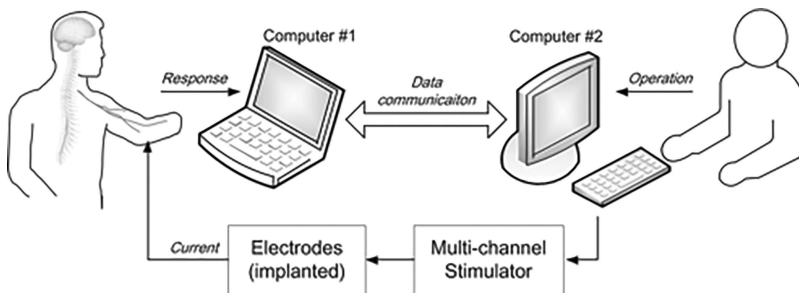 Computer #1
Computer #2
Response
Data
communicaiton
Operation
Current
Electrodes
(implanted)
Multi-channel
Stimulator